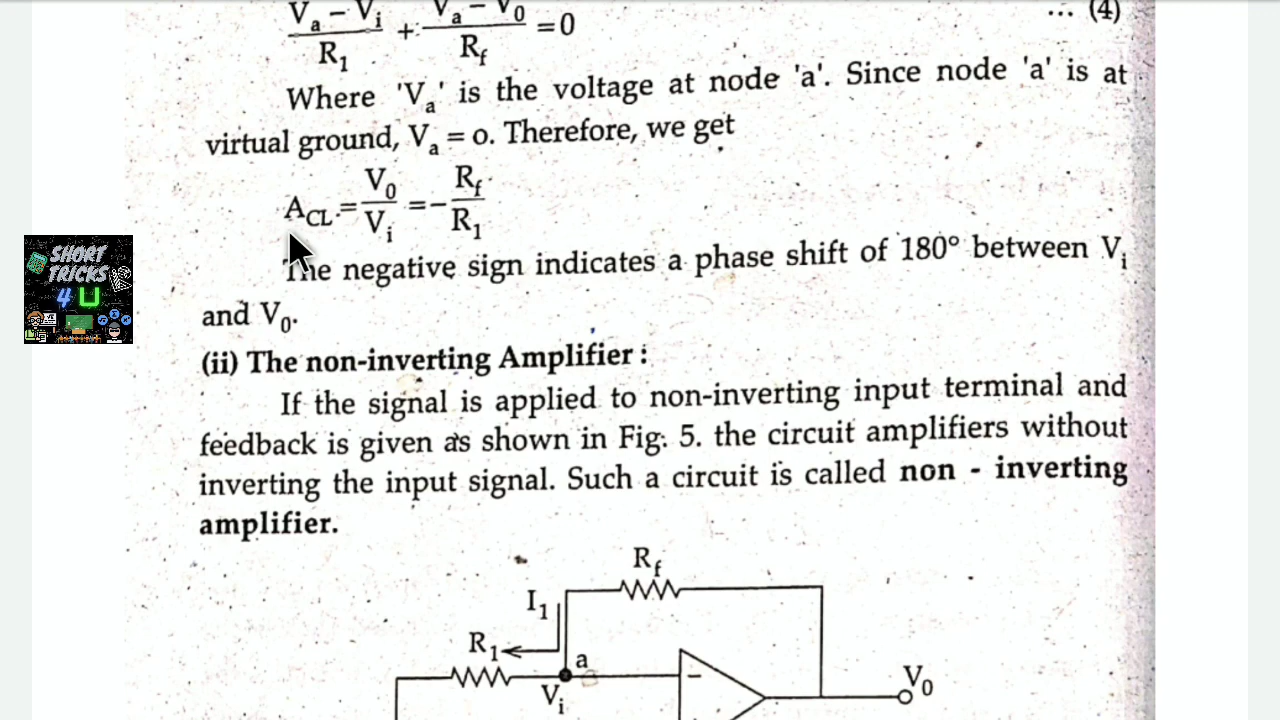 Va – Vi / R1 + Va – V0 / Rf = 0 ... (4)
Where 'Va' is the voltage at node 'a'. Since node 'a' is at
virtual ground, Va = o. Therefore, we get
ACL = V0 / Vi = – Rf / R1
The negative sign indicates a phase shift of 180° between Vi
and V0.
SHORT
TRICKS
4 U
(ii) The non-inverting Amplifier :
If the signal is applied to non-inverting input terminal and
feedback is given as shown in Fig. 5. the circuit amplifiers without
inverting the input signal. Such a circuit is called non - inverting
amplifier.
Rf
I1
R1
a
Vi
–
V0